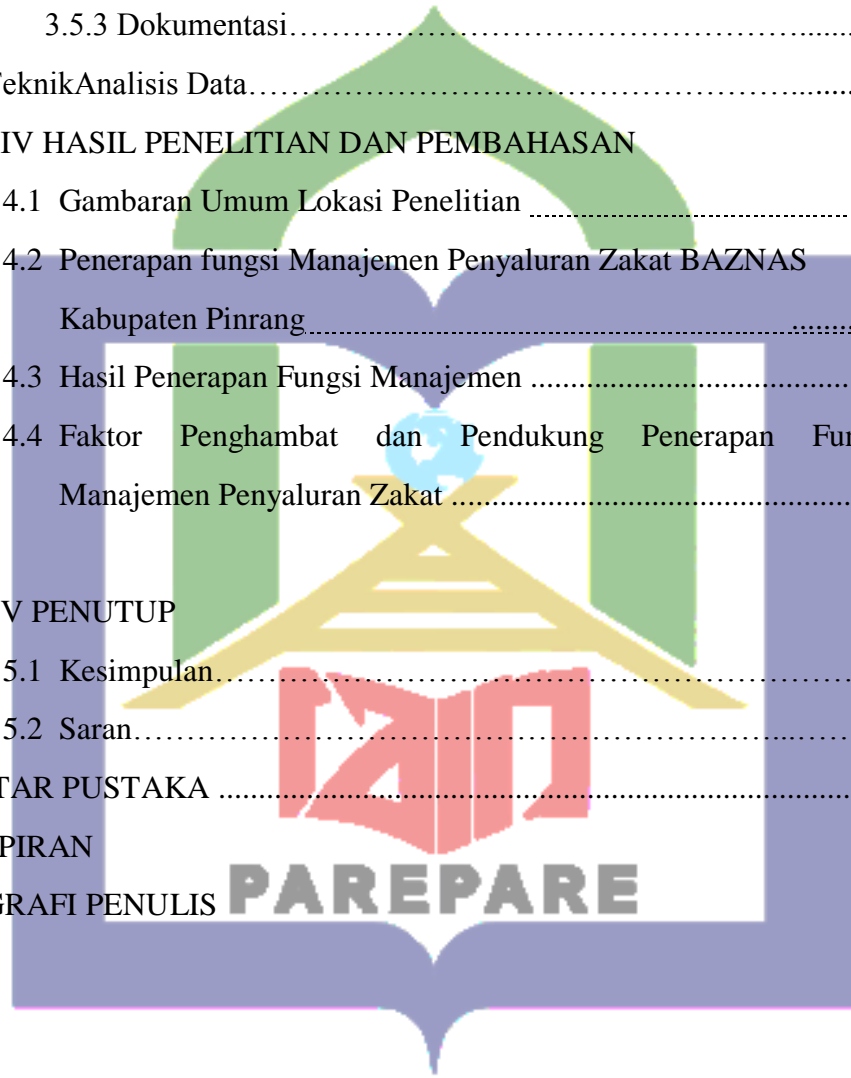 3.5.3 Dokumentasi……………………………………………......
TeknikAnalisis Data………………………………………………......
IV HASIL PENELITIAN DAN PEMBAHASAN
4.1 Gambaran Umum Lokasi Penelitian
4.2 Penerapan fungsi Manajemen Penyaluran Zakat BAZNAS
Kabupaten Pinrang ........
4.3 Hasil Penerapan Fungsi Manajemen .......................................
4.4 Faktor Penghambat dan Pendukung Penerapan Fun
Manajemen Penyaluran Zakat ................................................
V PENUTUP
5.1 Kesimpulan…………………………………………………………
5.2 Saran……………………………………………………...……
TAR PUSTAKA ..........................................................................
PIRAN
GRAFI PENULIS
IAIN
PAREPARE